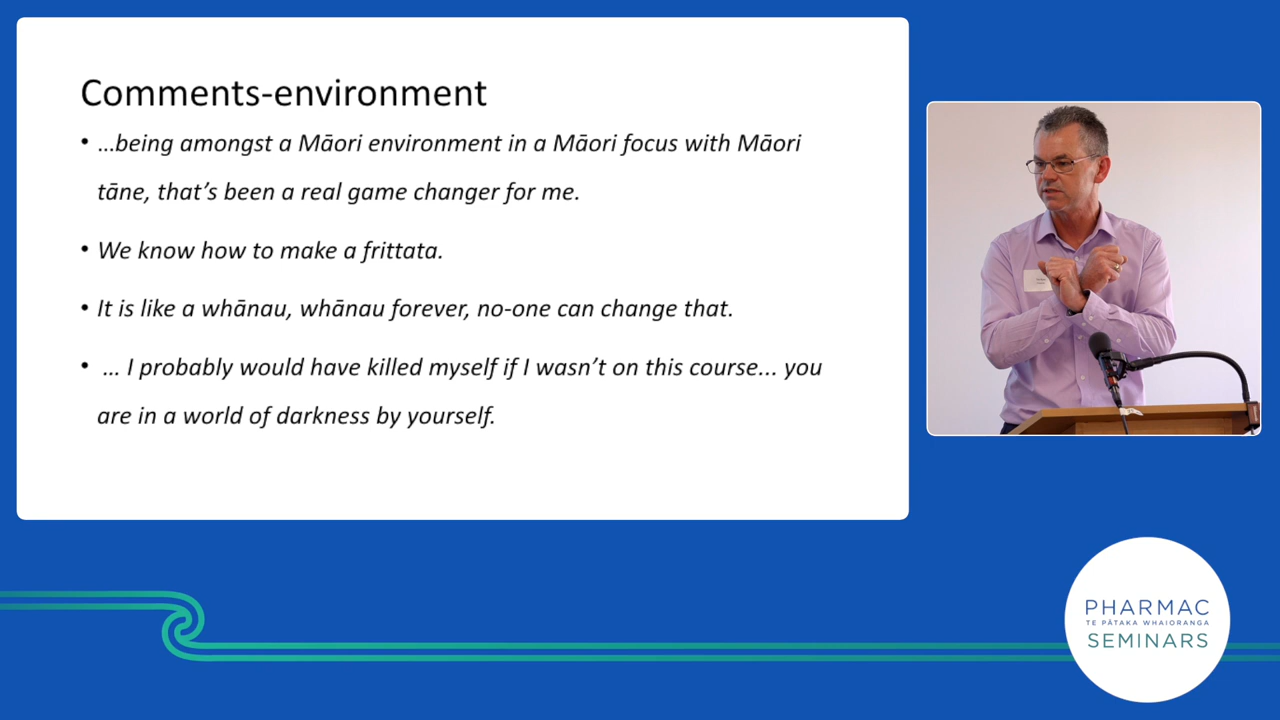 Comments-environment
• …being amongst a Māori environment in a Māori focus with Māori
tāne, that’s been a real game changer for me.
• We know how to make a frittata.
• It is like a whānau, whānau forever, no-one can change that.
• … I probably would have killed myself if I wasn’t on this course... you
are in a world of darkness by yourself.
PHARMAC
TE PĀTAKA WHAIORANGA
SEMINARS